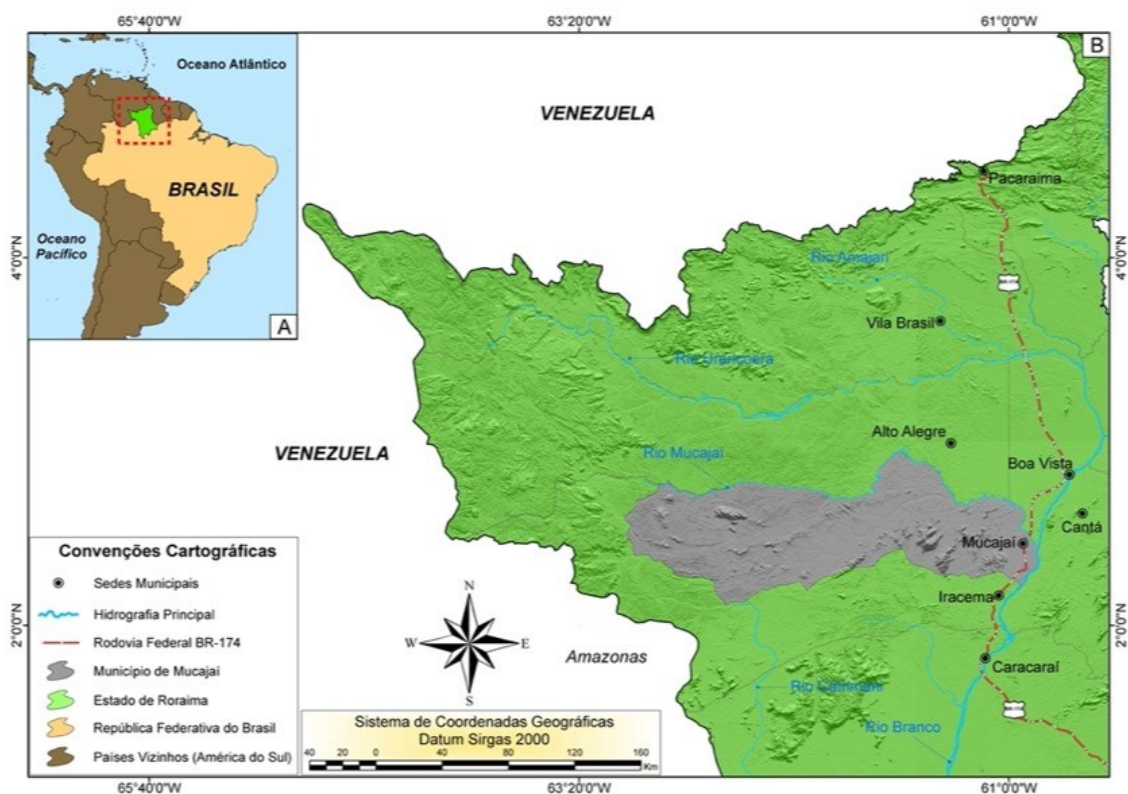 65°40'0"W
63°20'0"W
61°0'0"W
Oceano Atlântico
BRASIL
Oceano
Pacífico
A
B
4°0'0"N
4°0'0"N
2°0'0"N
2°0'0"N
VENEZUELA
Pacaraima
Rio Amajari
Vila Brasil
Rio Uraricoera
Alto Alegre
VENEZUELA
Rio Mucajaí
Boa Vista
Cantá
Mucajaí
Iracema
Amazonas
Caracaraí
Rio Catrimani
Rio Branco
N
W
E
S
Convenções Cartográficas
Sedes Municipais
Hidrografia Principal
Rodovia Federal BR-174
Município de Mucajaí
Estado de Roraima
República Federativa do Brasil
Países Vizinhos (América do Sul)
Sistema de Coordenadas Geográficas
Datum Sirgas 2000
40 20 0 40 80 120 160
Km
65°40'0"W
63°20'0"W
61°0'0"W